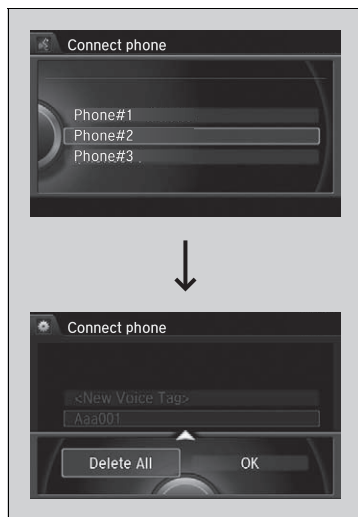 Connect phone
Phone#1
Phone#2
Phone#3
Connect phone
<New Voice Tag>
Aaa001
Delete All
OK